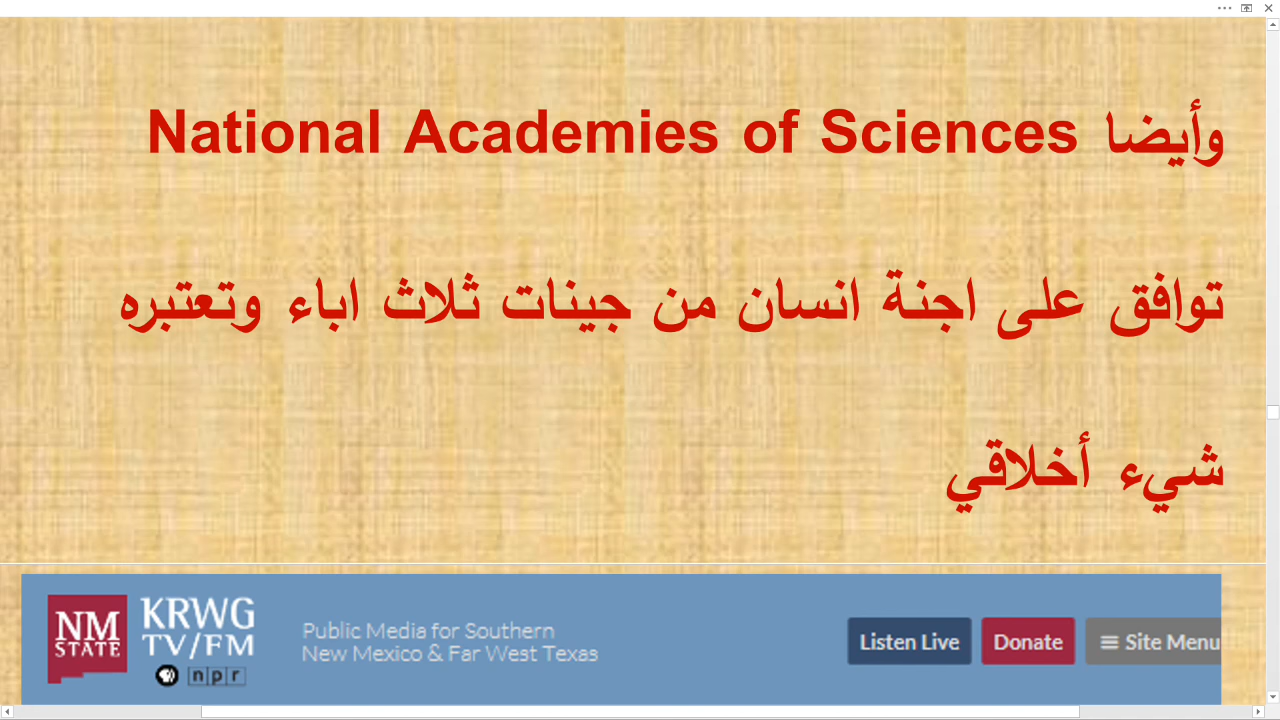 وأيضا National Academies of Sciences
توافق على اجنة انسان من جينات ثلاث اباء وتعتبره
شيء أخلاقي
NM STATE
KRWG
TV/FM
npr
Public Media for Southern
New Mexico & Far West Texas
Listen Live
Donate
Site Menu